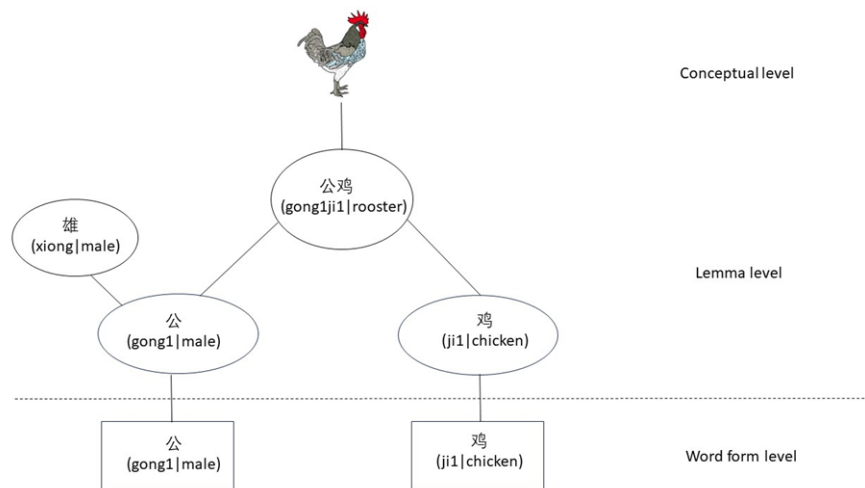 Conceptual level
公鸡
(gong1ji1|rooster)
雄
(xiong|male)
Lemma level
公
(gong1|male)
鸡
(ji1|chicken)
公
(gong1|male)
鸡
(ji1|chicken)
Word form level